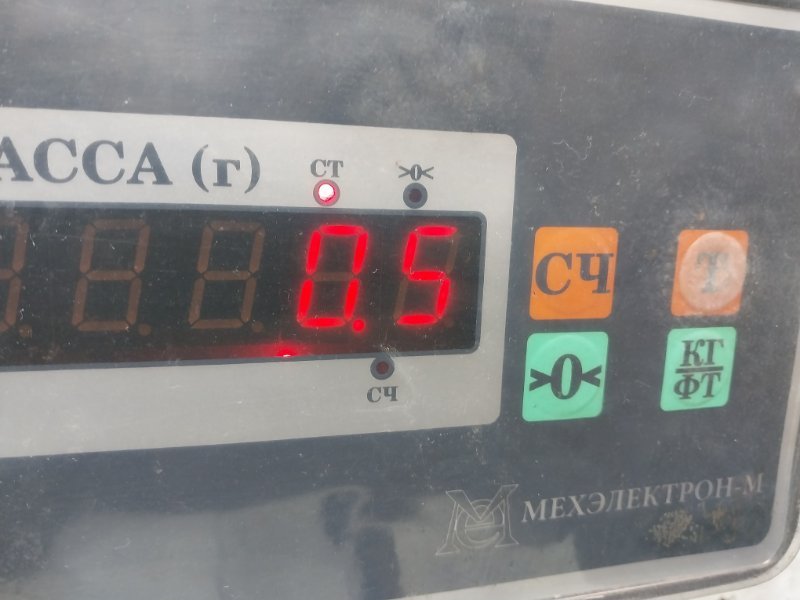 АССА (г)
СТ
>0<
0.5
СЧ
СЧ
Т
>0<
КГ
ФТ
МЕХЭЛЕКТРОН-М